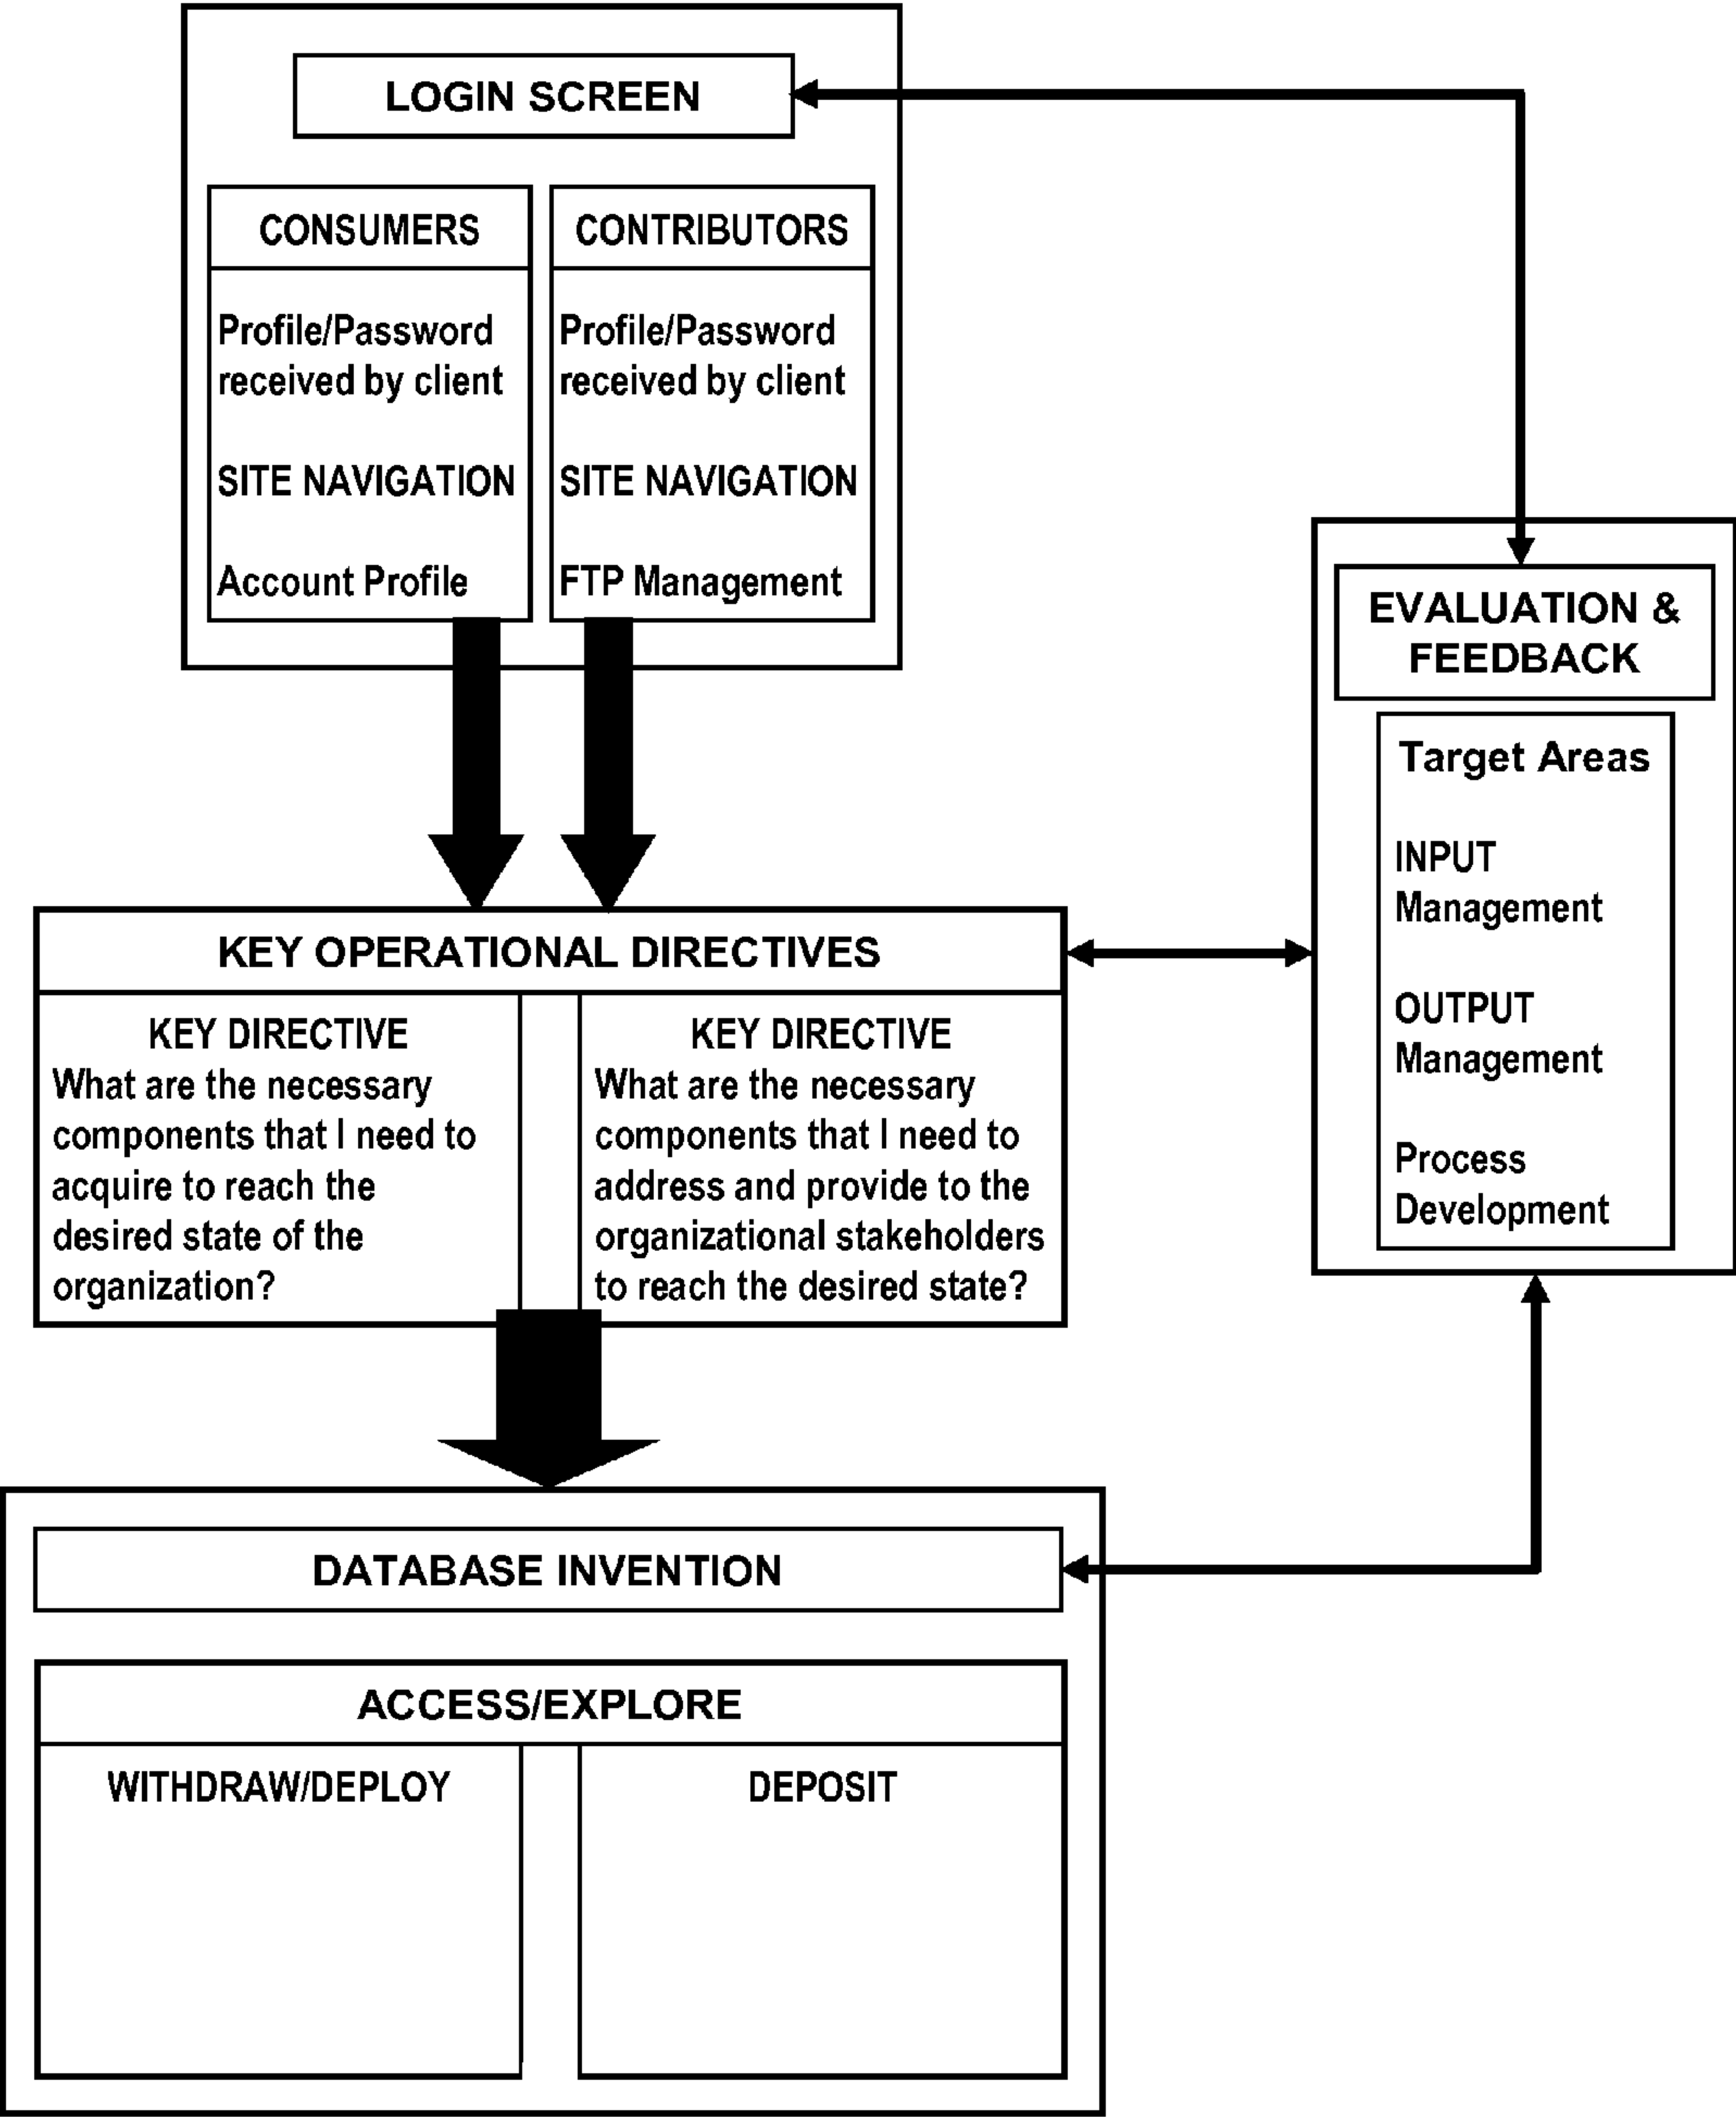 LOGIN SCREEN
CONSUMERS
Profile/Password
received by client
SITE NAVIGATION
Account Profile
CONTRIBUTORS
Profile/Password
received by client
SITE NAVIGATION
FTP Management
EVALUATION &
FEEDBACK
Target Areas
INPUT
Management
OUTPUT
Management
Process
Development
KEY OPERATIONAL DIRECTIVES
KEY DIRECTIVE
What are the necessary
components that I need to
acquire to reach the
desired state of the
organization?
KEY DIRECTIVE
What are the necessary
components that I need to
address and provide to the
organizational stakeholders
to reach the desired state?
DATABASE INVENTION
ACCESS/EXPLORE
WITHDRAW/DEPLOY
DEPOSIT